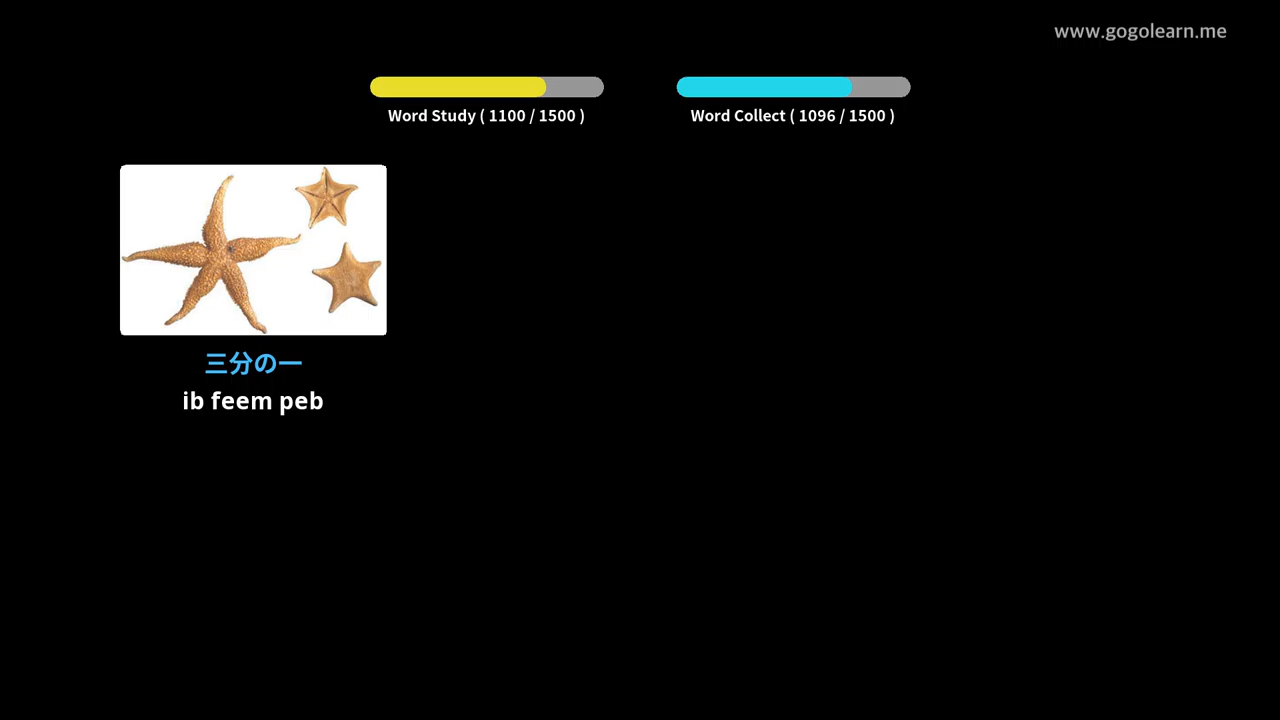 www.gogolearn.me
Word Study ( 1100 / 1500 )
Word Collect ( 1096 / 1500 )
三分の一
ib feem peb